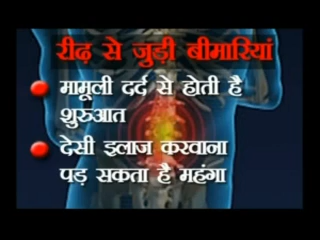 रीढ़ से जुड़ी बीमारियां
मामूली दर्द से होती है
शुरुआत
देसी इलाज करवाना
पड़ सकता है महंगा